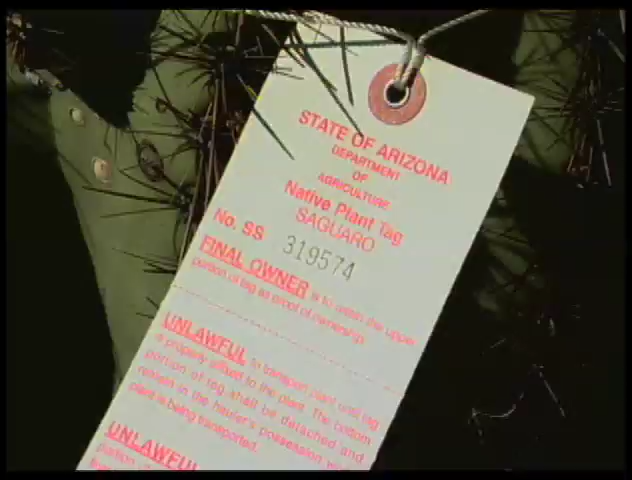 STATE OF ARIZONA
DEPARTMENT
OF
AGRICULTURE
Native Plant Tag
SAGUARO
No. SS 319574
FINAL OWNER is to retain the upper
portion of tag as proof of ownership.
UNLAWFUL to transport plant until tag
is properly affixed to the plant. The bottom
portion of tag shall be detached and
remain in the hauler's possession
plant is being transported.
UNLAWFUL
portion of